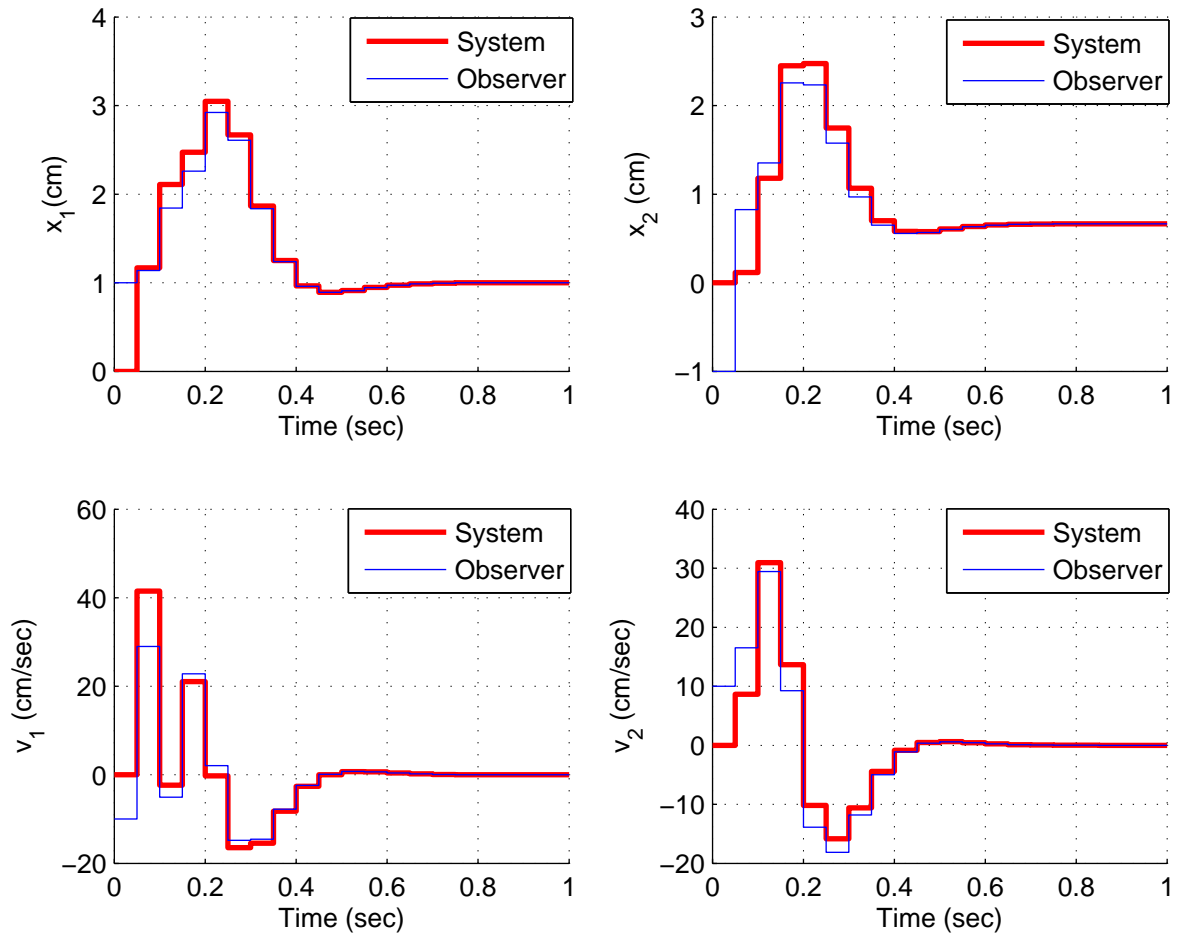 4
3
2
1
0
x1(cm)
0 0.2 0.4 0.6 0.8 1
Time (sec)
System
Observer
3
2
1
0
−1
x2 (cm)
0 0.2 0.4 0.6 0.8 1
Time (sec)
System
Observer
60
40
20
0
−20
v1 (cm/sec)
0 0.2 0.4 0.6 0.8 1
Time (sec)
System
Observer
40
30
20
10
0
−10
−20
v2 (cm/sec)
0 0.2 0.4 0.6 0.8 1
Time (sec)
System
Observer